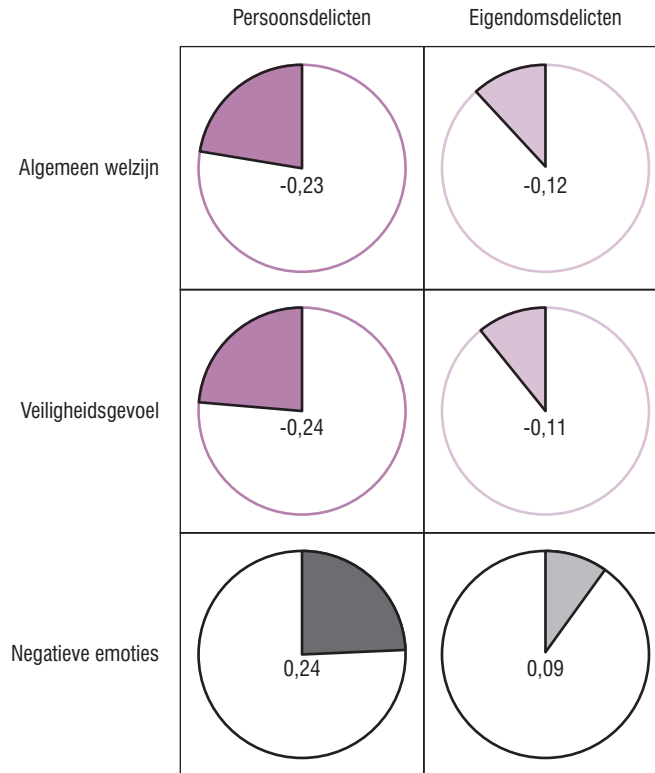 Persoonsdelicten
Eigendomsdelicten
Algemeen welzijn
-0,23
-0,12
Veiligheidsgevoel
-0,24
-0,11
Negatieve emoties
0,24
0,09